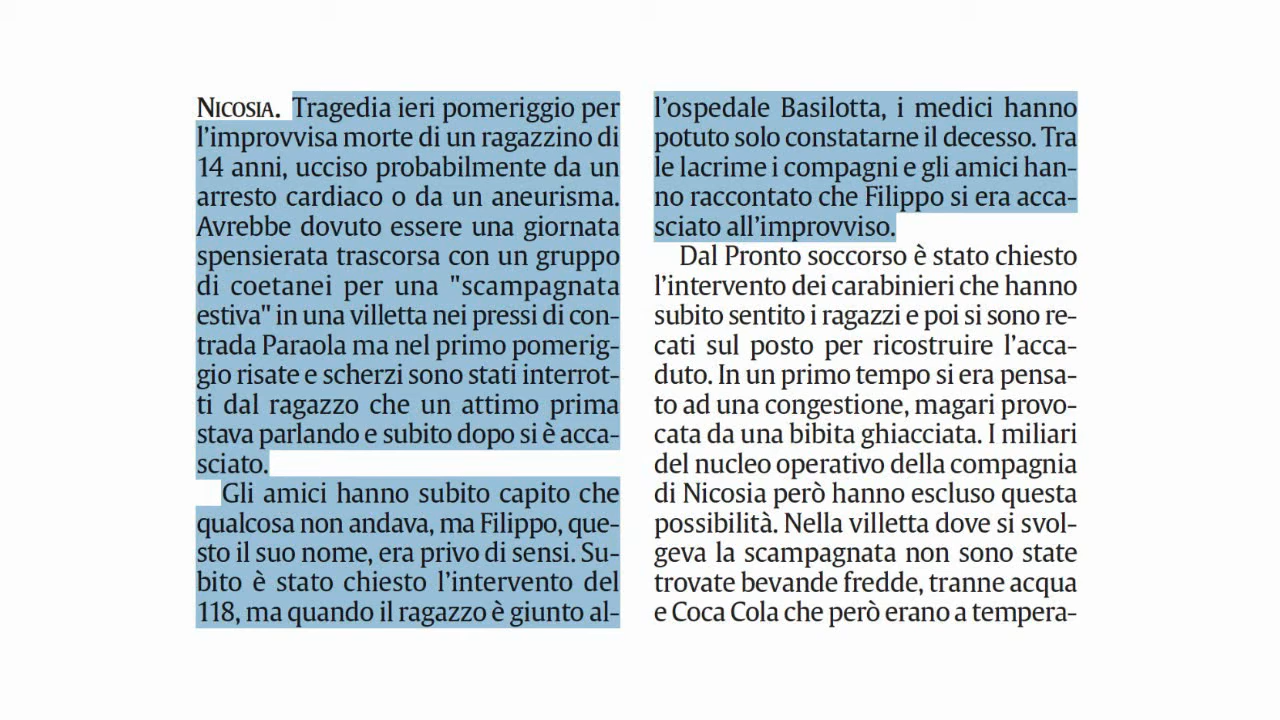 NICOSIA. Tragedia ieri pomeriggio per
l'improvvisa morte di un ragazzino di
14 anni, ucciso probabilmente da un
arresto cardiaco o da un aneurisma.
Avrebbe dovuto essere una giornata
spensierata trascorsa con un gruppo
di coetanei per una "scampagnata
estiva" in una villetta nei pressi di con-
trada Paraola ma nel primo pomerig-
gio risate e scherzi sono stati interrot-
ti dal ragazzo che un attimo prima
stava parlando e subito dopo si è acca-
sciato.
Gli amici hanno subito capito che
qualcosa non andava, ma Filippo, que-
sto il suo nome, era privo di sensi. Su-
bito è stato chiesto l'intervento del
118, ma quando il ragazzo è giunto al-
l'ospedale Basilotta, i medici hanno
potuto solo constatarne il decesso. Tra
le lacrime i compagni e gli amici han-
no raccontato che Filippo si era acca-
sciato all'improvviso.
Dal Pronto soccorso è stato chiesto
l'intervento dei carabinieri che hanno
subito sentito i ragazzi e poi si sono re-
cati sul posto per ricostruire l'acca-
duto. In un primo tempo si era pensa-
to ad una congestione, magari provo-
cata da una bibita ghiacciata. I miliari
del nucleo operativo della compagnia
di Nicosia però hanno escluso questa
possibilità. Nella villetta dove si svol-
geva la scampagnata non sono state
trovate bevande fredde, tranne acqua
e Coca Cola che però erano a tempera-